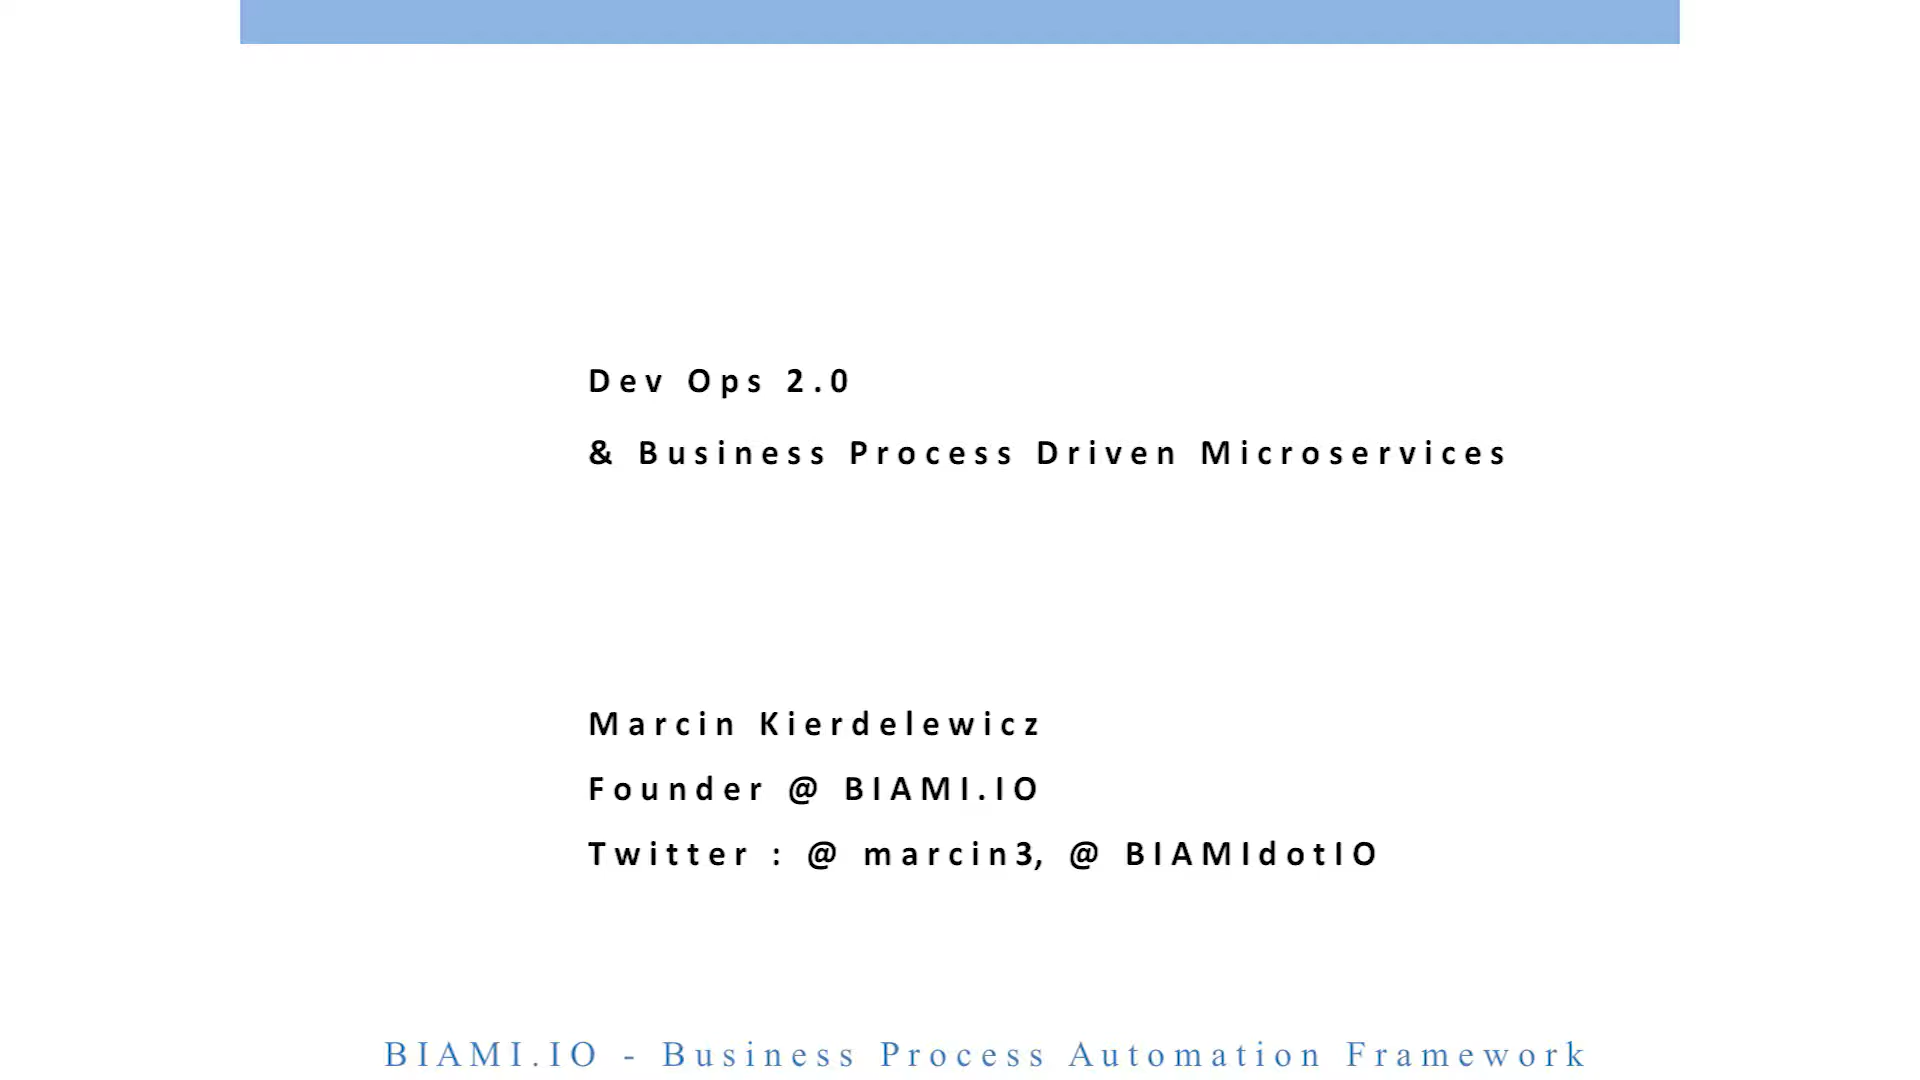 Dev Ops 2.0
& Business Process Driven Microservices
Marcin Kierdelewicz
Founder @ BIAMI.IO
Twitter : @ marcin3, @ BIAMIdotIO
BIAMI.IO - Business Process Automation Framework